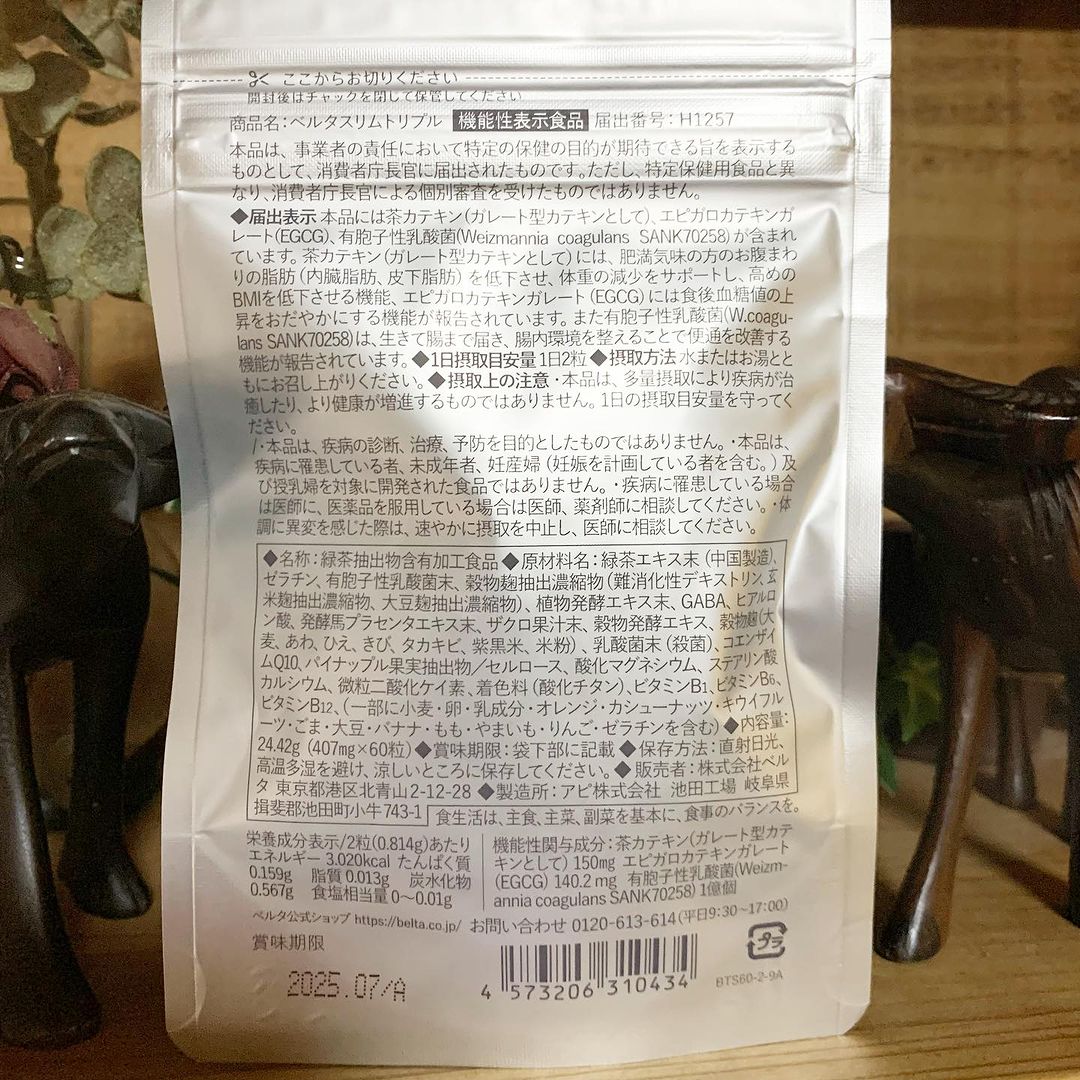 ここからお切りください
開封後はチャックを閉して保管してください
商品名：ベルタスリムトリプル 機能性表示食品 届出番号：H1257
本品は、事業者の責任において特定の保健の目的が期待できる旨を表示する
ものとして、消費者庁長官に届出されたものです。ただし、特定保健用食品と異
なり、消費者庁長官による個別審査を受けたものではありません。
◆届出表示 本品には茶カテキン（ガレート型カテキンとして）、エピガロカテキンガ
レート（EGCG）、有胞子性乳酸菌（Weizmannia coagulans SANK70258）が含まれ
ています。茶カテキン（ガレート型カテキンとして）には、肥満気味の方のお腹まわ
りの脂肪（内臓脂肪、皮下脂肪）を低下させ、体重の減少をサポートし、高めの
BMIを低下させる機能、エピガロカテキンガレート（EGCG）には食後血糖値の上
昇をおだやかにする機能が報告されています。また有胞子性乳酸菌（W.coagu-
lans SANK70258）は、生きて腸まで届き、腸内環境を整えることで便通を改善する
機能が報告されています。◆1日摂取目安量 1日2粒 ◆摂取方法 水またはお湯とと
もにお召し上がりください。◆摂取上の注意・本品は、多量摂取により疾病が治
癒したり、より健康が増進するものではありません。1日の摂取目安量を守ってく
ださい。
・本品は、疾病の診断、治療、予防を目的としたものではありません。・本品は、
疾病に罹患している者、未成年者、妊産婦（妊娠を計画している者を含む。）及
び授乳婦を対象に開発された食品ではありません。・疾病に罹患している場合
は医師に、医薬品を服用している場合は医師、薬剤師に相談してください。・体
調に異変を感じた際は、速やかに摂取を中止し、医師に相談してください。
◆名称：緑茶抽出物含有加工食品 ◆原材料名：緑茶エキス末（中国製造）、
ゼラチン、有胞子性乳酸菌末、穀物麹抽出濃縮物（難消化性デキストリン、玄
米麹抽出濃縮物、大豆麹抽出濃縮物）、植物発酵エキス末、GABA、ヒアルロ
ン酸、発酵馬プラセンタエキス末、ザクロ果汁末、穀物発酵エキス、穀物麹（大
麦、あわ、ひえ、きび、タカキビ、紫黒米、米粉）、乳酸菌末（殺菌）、コエンザイ
ムQ10、パイナップル果実抽出物／セルロース、酸化マグネシウム、ステアリン酸
カルシウム、微粒二酸化ケイ素、着色料（酸化チタン）、ビタミンB1、ビタミンB6、
ビタミンB12、（一部に小麦・卵・乳成分・オレンジ・カシューナッツ・キウイフル
ーツ・ごま・大豆・バナナ・もも・やまいも・りんご・ゼラチンを含む）◆内容量：
24.42g（407mg×60粒）◆賞味期限：袋下部に記載 ◆保存方法：直射日光、
高温多湿を避け、涼しいところに保存してください。◆販売者：株式会社ベル
タ 東京都港区北青山2-12-28 ◆製造所：アピ株式会社 池田工場 岐阜県
揖斐郡池田町小牛743-1
食生活は、主食、主菜、副菜を基本に、食事のバランスを。
栄養成分表示/2粒（0.814g）あたり
エネルギー 3.020kcal たんぱく質
0.159g 脂質 0.013g 炭水化物
0.567g 食塩相当量 0〜0.01g
機能性関与成分：茶カテキン（ガレート型カテ
キンとして）150mg エピガロカテキンガレート
（EGCG）140.2mg 有胞子性乳酸菌（Weizm-
annia coagulans SANK70258）1億個
ベルタ公式ショップ https://belta.co.jp/ お問い合わせ 0120-613-614（平日9:30〜17:00）
賞味期限
2025.07/A
4 573206 310434
プラ
BTS60-2-9A